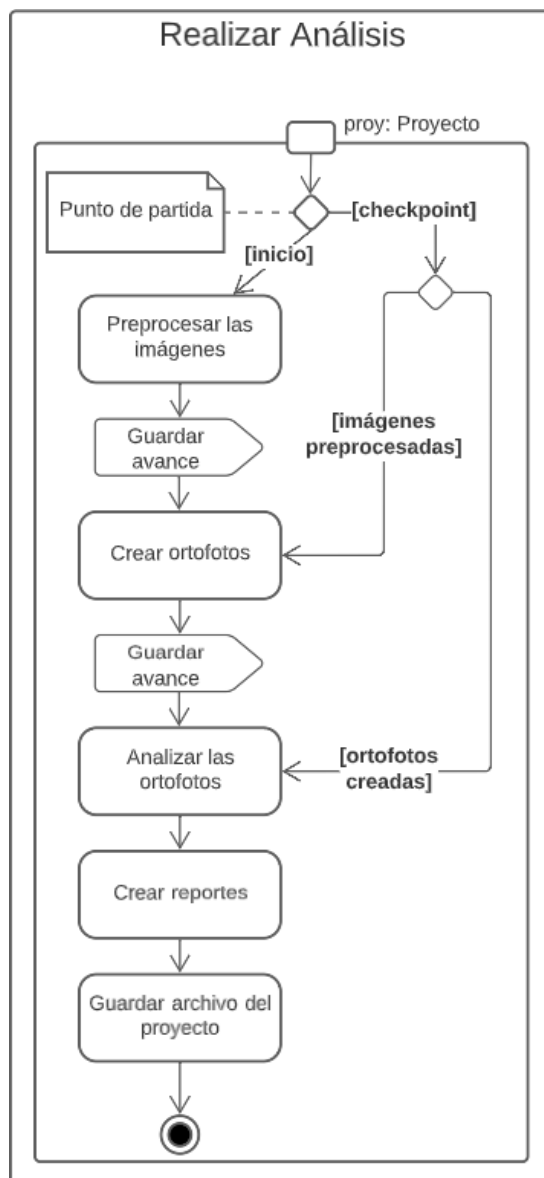 Realizar Análisis
proy: Proyecto
Punto de partida
[checkpoint]
[inicio]
Preprocesar las
imágenes
Guardar
avance
[imágenes
preprocesadas]
Crear ortofotos
Guardar
avance
Analizar las
ortofotos
[ortofotos
creadas]
Crear reportes
Guardar archivo del
proyecto